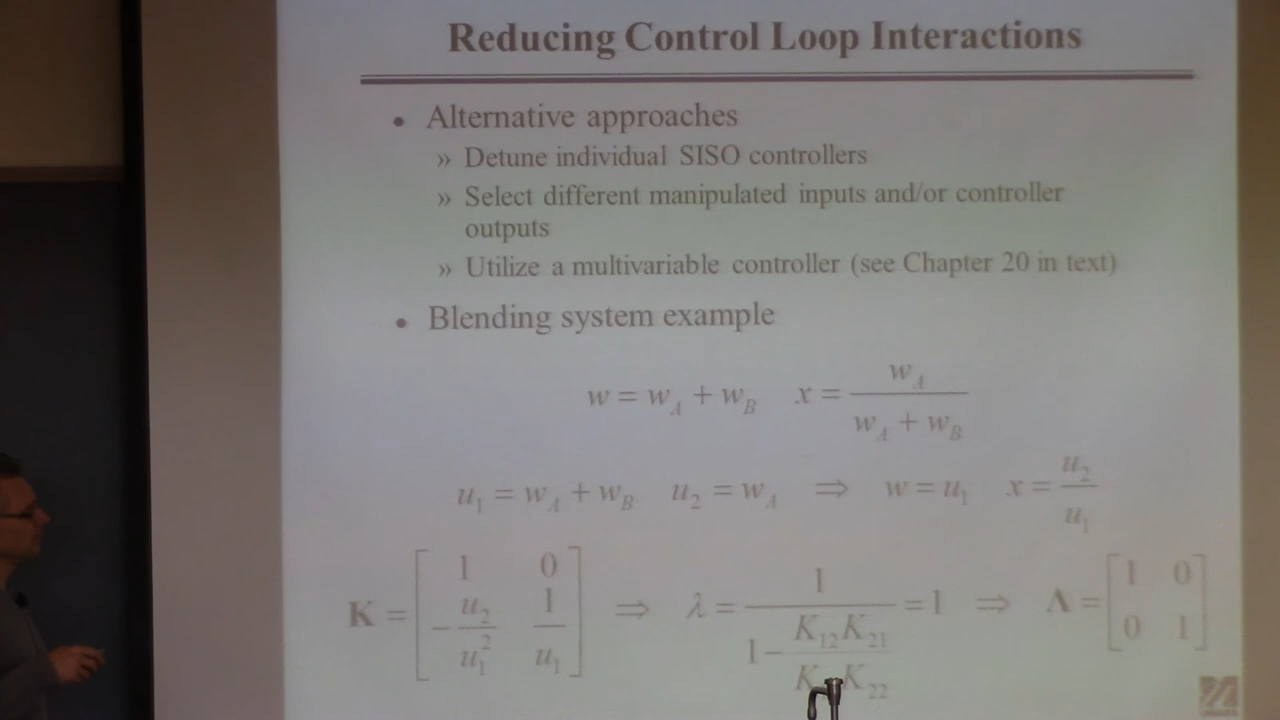 Reducing Control Loop Interactions
• Alternative approaches
» Detune individual SISO controllers
» Select different manipulated inputs and/or controller
outputs
» Utilize a multivariable controller (see Chapter 20 in text)
• Blending system example
w = w_A + w_B   x = w_A / (w_A + w_B)
u_1 = w_A + w_B   u_2 = w_A ⇒ w = u_1   x = u_2 / u_1
K = [ 1  0 ; −u_2 / u_1^2  1 / u_1 ] ⇒ λ = 1 / (1 − K_12 K_21 / K K_22) = 1 ⇒ Λ = [ 1  0 ; 0  1 ]